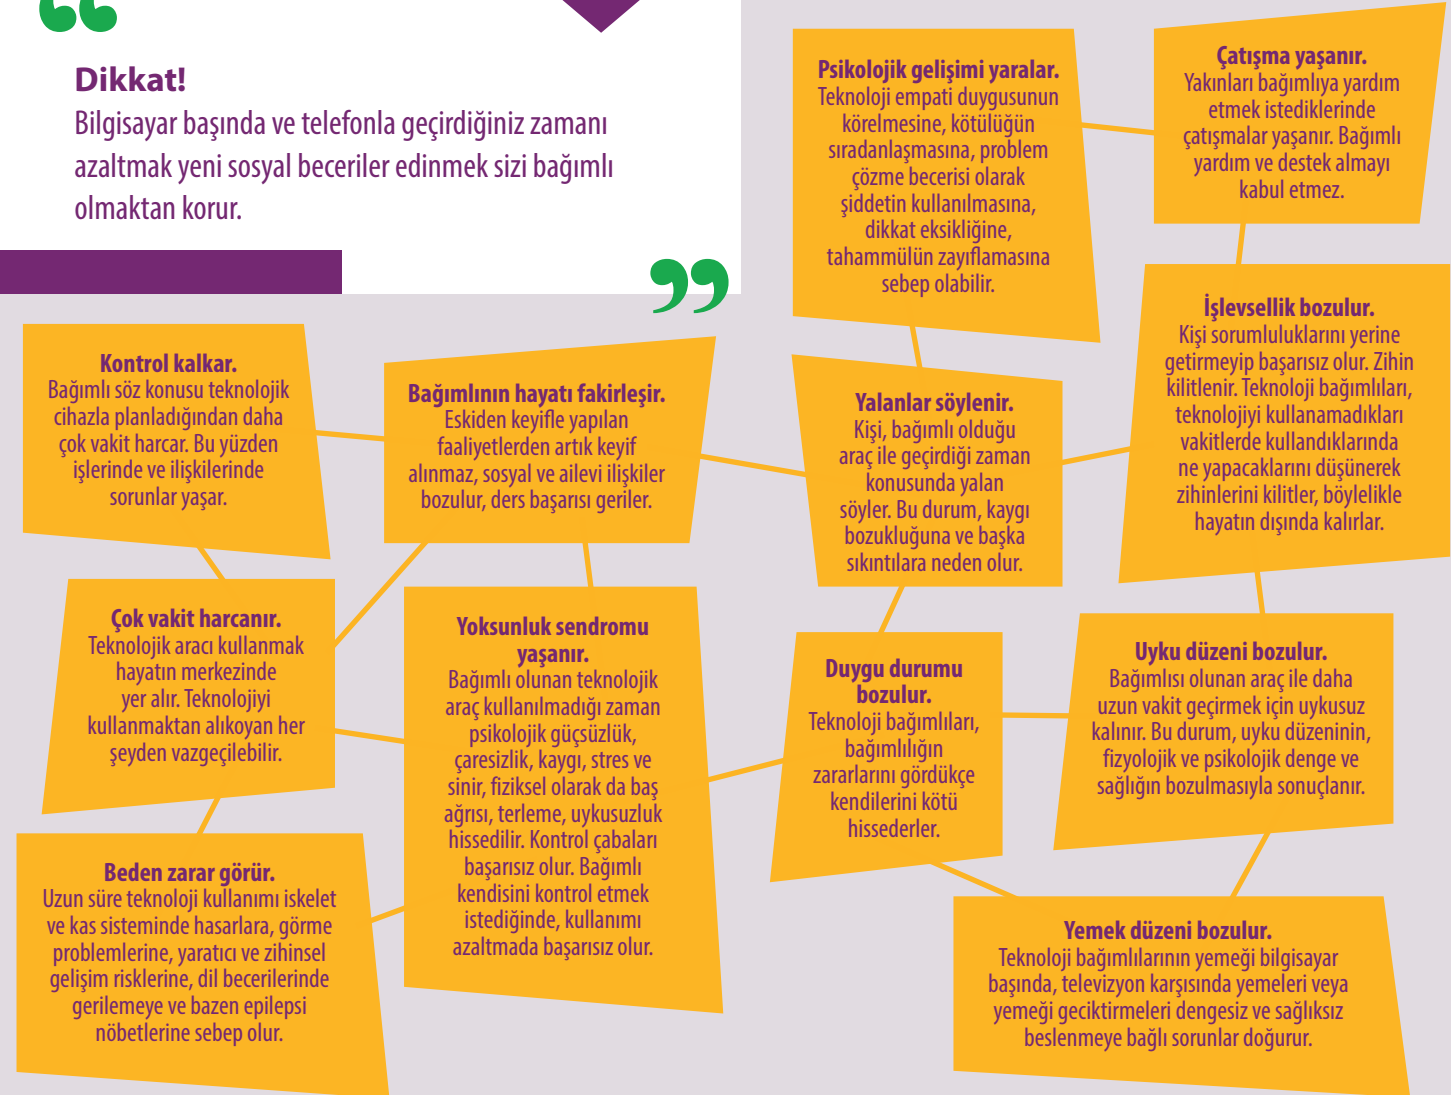 Dikkat!
Bilgisayar başında ve telefonla geçirdiğiniz zamanı
azaltmak yeni sosyal beceriler edinmek sizi bağımlı
olmaktan korur.
Kontrol kalkar.
Bağımlı söz konusu teknolojik
cihazla planladığından daha
çok vakit harcar. Bu yüzden
işlerinde ve ilişkilerinde
sorunlar yaşar.
Bağımlının hayatı fakirleşir.
Eskiden keyifle yapılan
faaliyetlerden artık keyif
alınmaz, sosyal ve ailevi ilişkiler
bozulur, ders başarısı geriler.
Çok vakit harcanır.
Teknolojik aracı kullanmak
hayatın merkezinde
yer alır. Teknolojiyi
kullanmaktan alıkoyan her
şeyden vazgeçilebilir.
Yoksunluk sendromu
yaşanır.
Bağımlı olunan teknolojik
araç kullanılmadığı zaman
psikolojik güçsüzlük,
çaresizlik, kaygı, stres ve
sinir, fiziksel olarak da baş
ağrısı, terleme, uykusuzluk
hissedilir. Kontrol çabaları
başarısız olur. Bağımlı
kendisini kontrol etmek
istediğinde, kullanımı
azaltmada başarısız olur.
Beden zarar görür.
Uzun süre teknoloji kullanımı iskelet
ve kas sisteminde hasarlara, görme
problemlerine, yaratıcı ve zihinsel
gelişim risklerine, dil becerilerinde
gerilemeye ve bazen epilepsi
nöbetlerine sebep olur.
Psikolojik gelişimi yaralar.
Teknoloji empati duygusunun
körelmesine, kötülüğün
sıradanlaşmasına, problem
çözme becerisi olarak
şiddetin kullanılmasına,
dikkat eksikliğine,
tahammülün zayıflamasına
sebep olabilir.
Çatışma yaşanır.
Yakınları bağımlıya yardım
etmek istediklerinde
çatışmalar yaşanır. Bağımlı
yardım ve destek almayı
kabul etmez.
Yalanlar söylenir.
Kişi, bağımlı olduğu
araç ile geçirdiği zaman
konusunda yalan
söyler. Bu durum, kaygı
bozukluğuna ve başka
sıkıntılara neden olur.
İşlevsellik bozulur.
Kişi sorumluluklarını yerine
getirmeyip başarısız olur. Zihin
kilitlenir. Teknoloji bağımlıları,
teknolojiyi kullanamadıkları
vakitlerde kullandıklarında
ne yapacaklarını düşünerek
zihinlerini kilitler, böylelikle
hayatın dışında kalırlar.
Duygu durumu
bozulur.
Teknoloji bağımlıları,
bağımlılığın
zararlarını gördükçe
kendilerini kötü
hissederler.
Uyku düzeni bozulur.
Bağımlısı olunan araç ile daha
uzun vakit geçirmek için uykusuz
kalınır. Bu durum, uyku düzeninin,
fizyolojik ve psikolojik denge ve
sağlığın bozulmasıyla sonuçlanır.
Yemek düzeni bozulur.
Teknoloji bağımlılarının yemeği bilgisayar
başında, televizyon karşısında yemeleri veya
yemeği geciktirmeleri dengesiz ve sağlıksız
beslenmeye bağlı sorunlar doğurur.